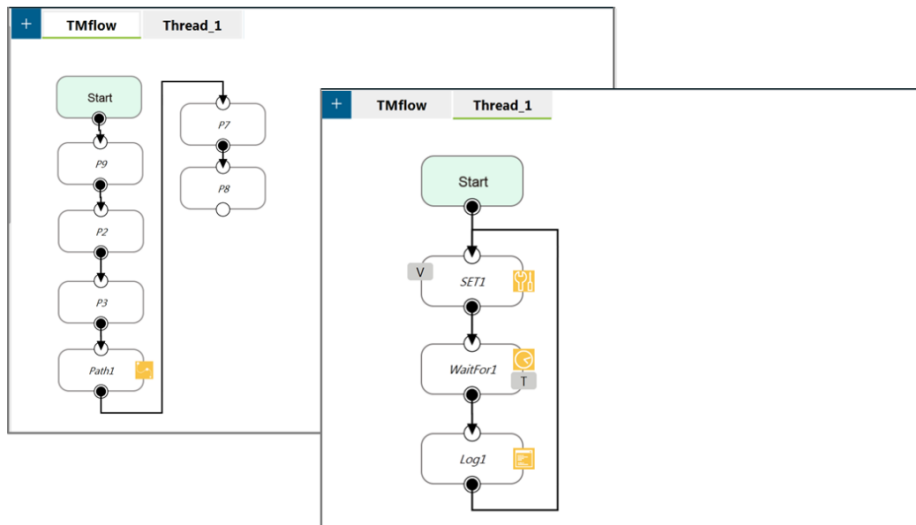 + TMflow Thread_1
Start
P9
P2
P3
Path1
P7
P8
+ TMflow Thread_1
Start
V
SET1
WaitFor1
T
Log1